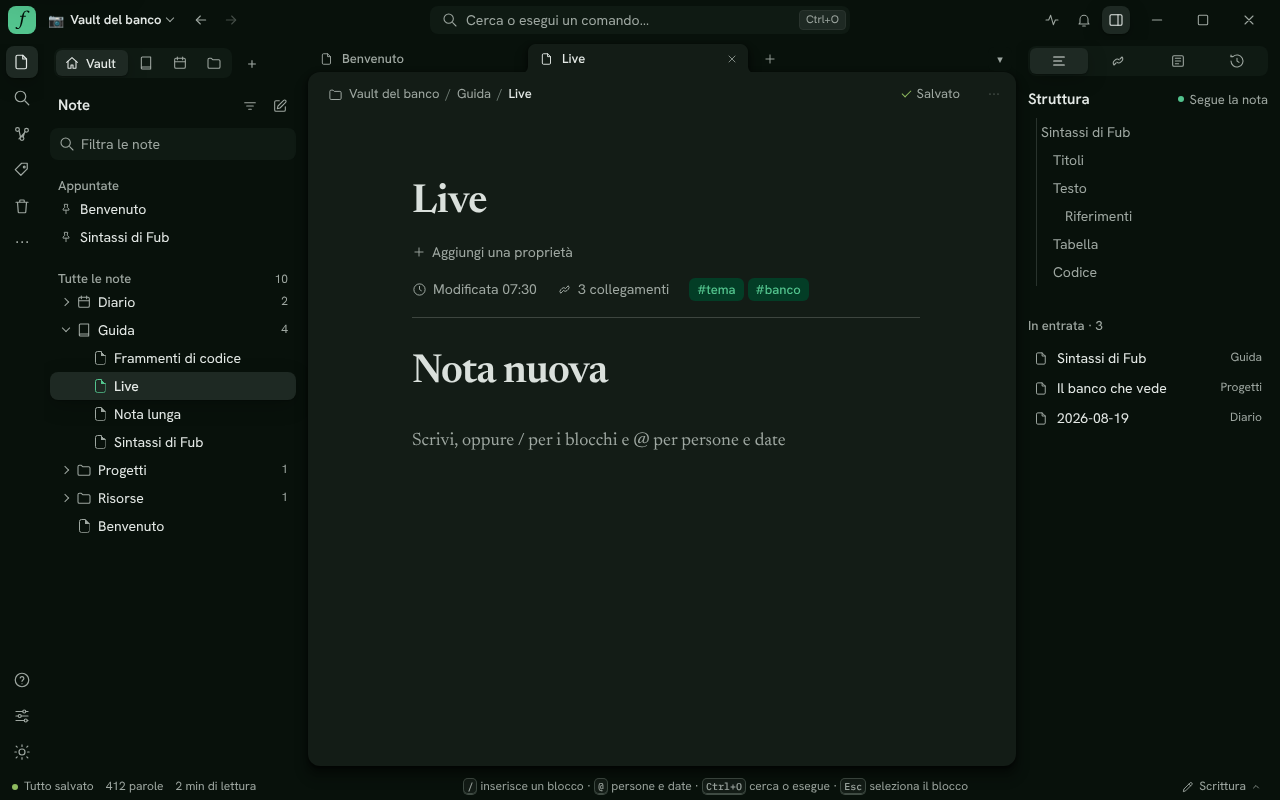 f Vault del banco
Cerca o esegui un comando... Ctrl+O
Vault
Benvenuto
Live
Note
Filtra le note
Appuntate
Benvenuto
Sintassi di Fub
Tutte le note 10
Diario 2
Guida 4
Frammenti di codice
Live
Nota lunga
Sintassi di Fub
Progetti 1
Risorse 1
Benvenuto
Vault del banco / Guida / Live
Salvato
Live
Aggiungi una proprietà
Modificata 07:30 3 collegamenti #tema #banco
Nota nuova
Scrivi, oppure / per i blocchi e @ per persone e date
Struttura Segue la nota
Sintassi di Fub
Titoli
Testo
Riferimenti
Tabella
Codice
In entrata · 3
Sintassi di Fub Guida
Il banco che vede Progetti
2026-08-19 Diario
Tutto salvato 412 parole 2 min di lettura
/ inserisce un blocco · @ persone e date · Ctrl+O cerca o esegue · Esc seleziona il blocco
Scrittura